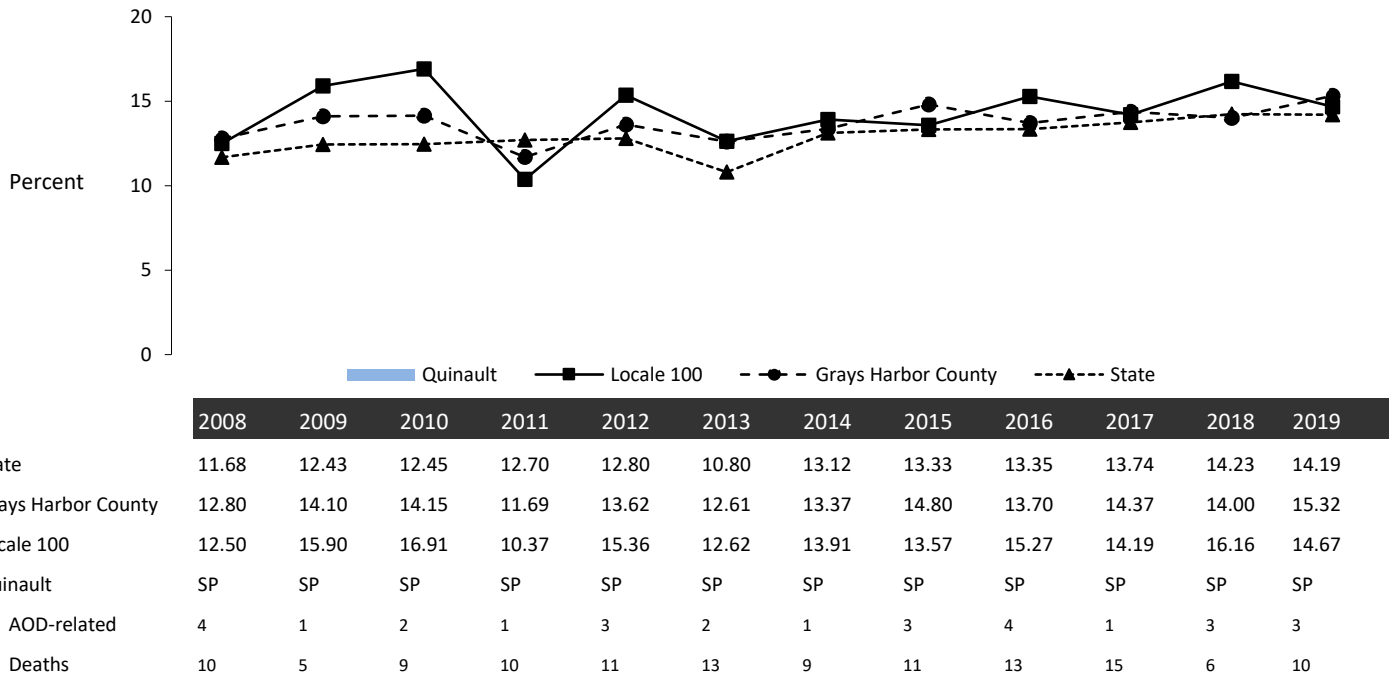 20
15
Percent
10
5
0
Quinault Locale 100 Grays Harbor County State
2008 2009 2010 2011 2012 2013 2014 2015 2016 2017 2018 2019
ate 11.68 12.43 12.45 12.70 12.80 10.80 13.12 13.33 13.35 13.74 14.23 14.19
ays Harbor County 12.80 14.10 14.15 11.69 13.62 12.61 13.37 14.80 13.70 14.37 14.00 15.32
cale 100 12.50 15.90 16.91 10.37 15.36 12.62 13.91 13.57 15.27 14.19 16.16 14.67
uinault SP SP SP SP SP SP SP SP SP SP SP SP
AOD-related 4 1 2 1 3 2 1 3 4 1 3 3
Deaths 10 5 9 10 11 13 9 11 13 15 6 10